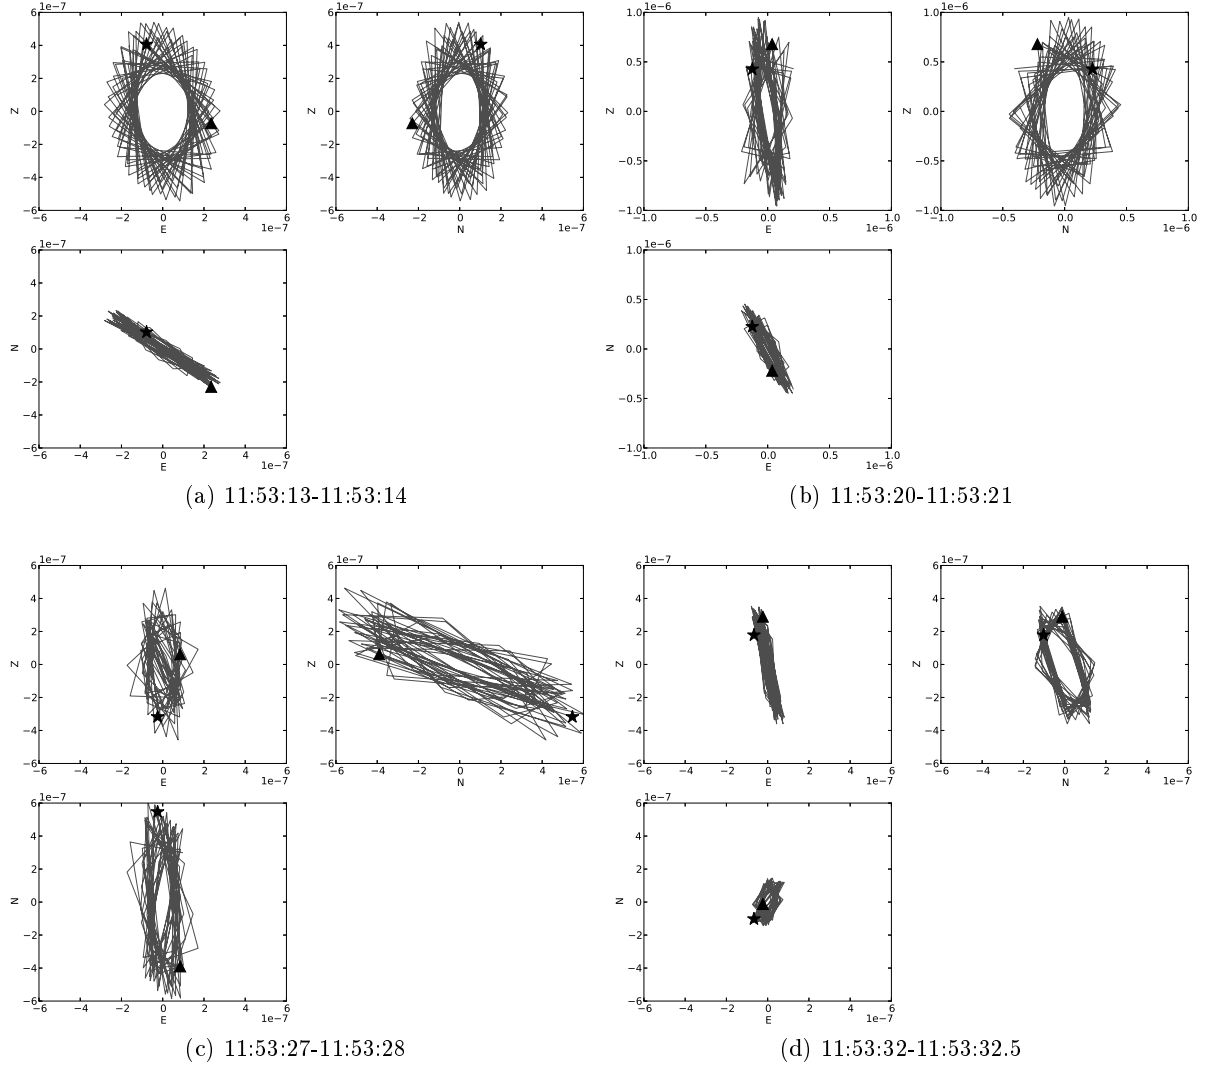 1e-7 1e-7 1e-6 1e-6
6 6 1.0 1.0
4 4 0.5 0.5
2 2
Z 0 Z 0 Z 0.0 Z 0.0
−2 −2
−4 −4 −0.5 −0.5
−6 −6 −1.0 −1.0
−6 −4 −2 0 2 4 6 −6 −4 −2 0 2 4 6 −1.0 −0.5 0.0 0.5 1.0 −1.0 −0.5 0.0 0.5 1.0
E 1e-7 N 1e-7 E 1e-6 N 1e-6
1e-7 1e-6
6 1.0
4 0.5
2
N 0 N 0.0
−2
−4 −0.5
−6 −1.0
−6 −4 −2 0 2 4 6 −1.0 −0.5 0.0 0.5 1.0
E 1e-7 E 1e-6
(a) 11:53:13-11:53:14 (b) 11:53:20-11:53:21
1e-7 1e-7 1e-7 1e-7
6 6 6 6
4 4 4 4
2 2 2 2
Z 0 Z 0 Z 0 Z 0
−2 −2 −2 −2
−4 −4 −4 −4
−6 −6 −6 −6
−6 −4 −2 0 2 4 6 −6 −4 −2 0 2 4 6 −6 −4 −2 0 2 4 6 −6 −4 −2 0 2 4 6
E 1e-7 N 1e-7 E 1e-7 N 1e-7
1e-7 1e-7
6 6
4 4
2 2
N 0 N 0
−2 −2
−4 −4
−6 −6
−6 −4 −2 0 2 4 6 −6 −4 −2 0 2 4 6
E 1e-7 E 1e-7
(c) 11:53:27-11:53:28 (d) 11:53:32-11:53:32.5